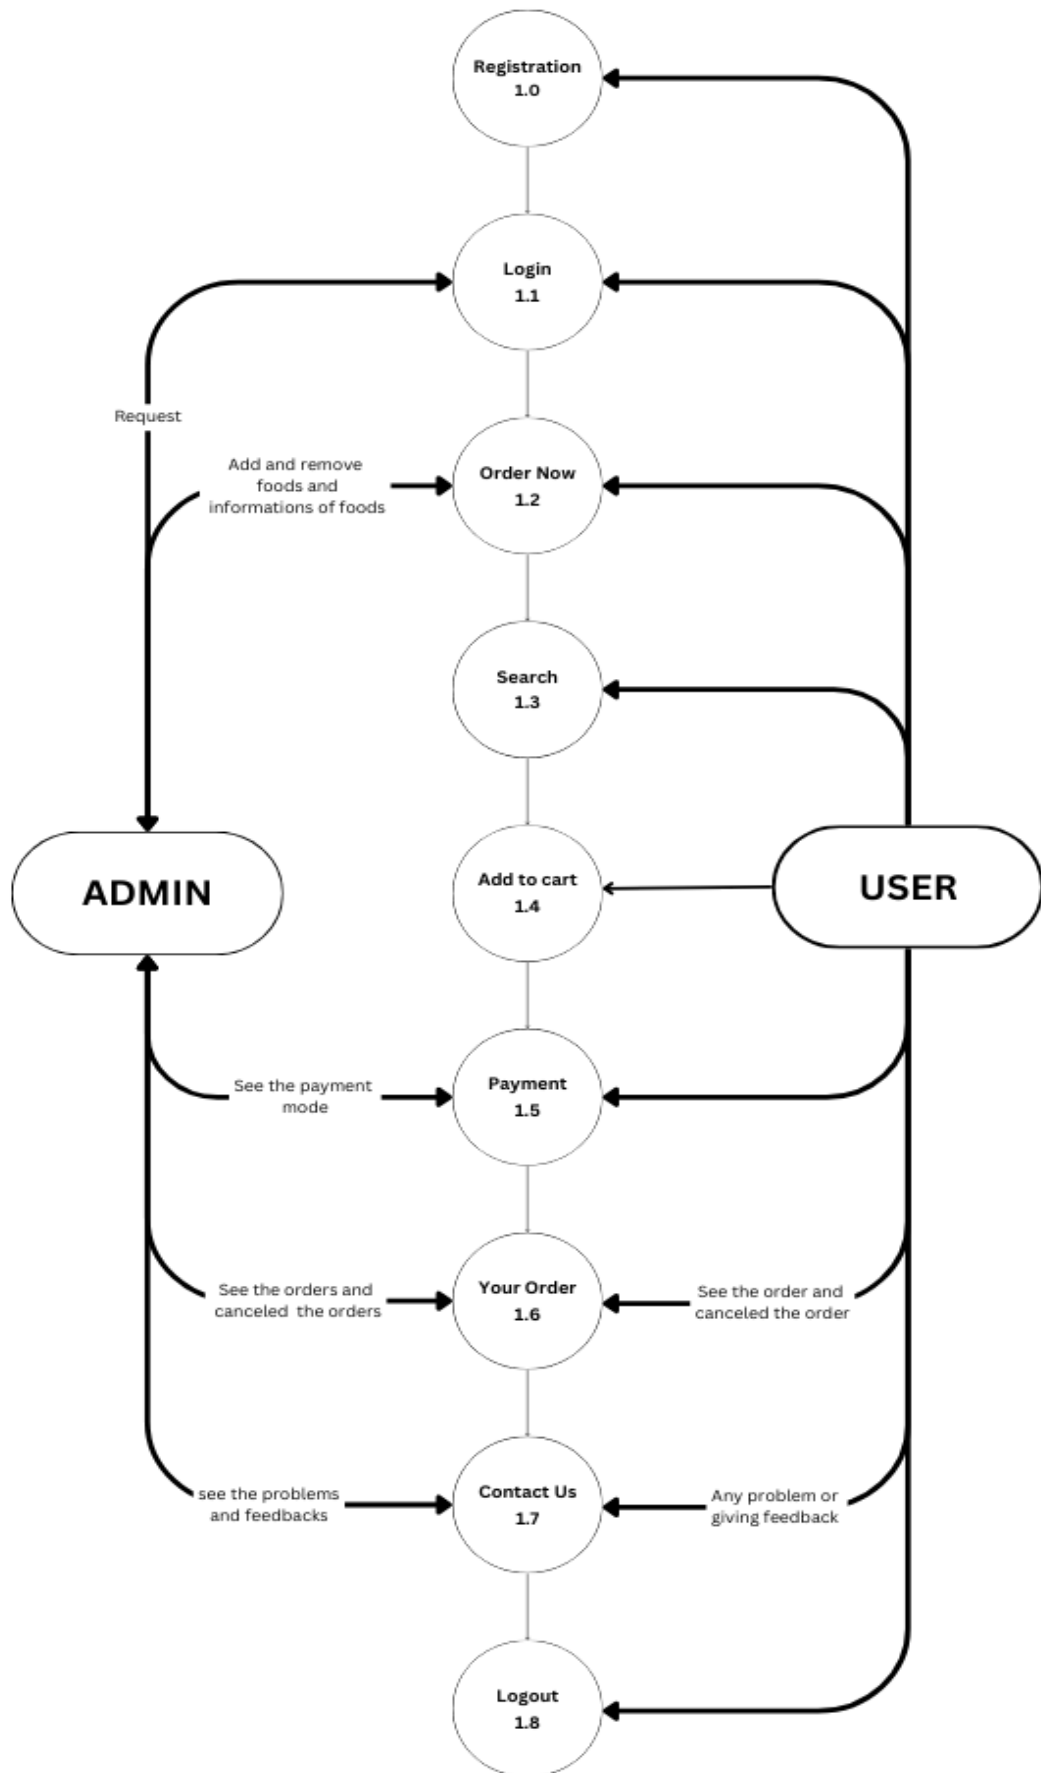 Registration
1.0
Login
1.1
Request
Add and remove
foods and
informations of foods
Order Now
1.2
Search
1.3
ADMIN
Add to cart
1.4
USER
See the payment
mode
Payment
1.5
See the orders and
canceled the orders
Your Order
1.6
See the order and
canceled the order
see the problems
and feedbacks
Contact Us
1.7
Any problem or
giving feedback
Logout
1.8